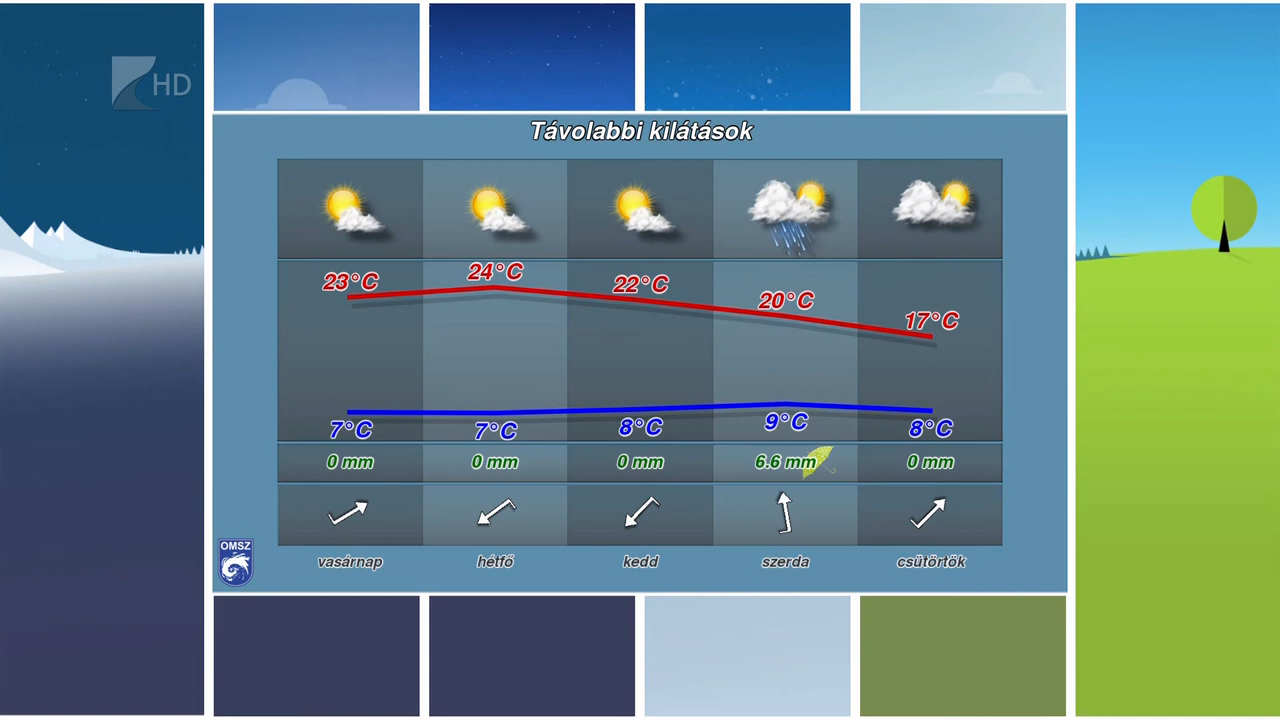 HD
Távolabbi kilátások
23°C 24°C 22°C 20°C 17°C
7°C 7°C 8°C 9°C 8°C
0 mm 0 mm 0 mm 6.6 mm 0 mm
OMSZ
vasárnap hétfő kedd szerda csütörtök